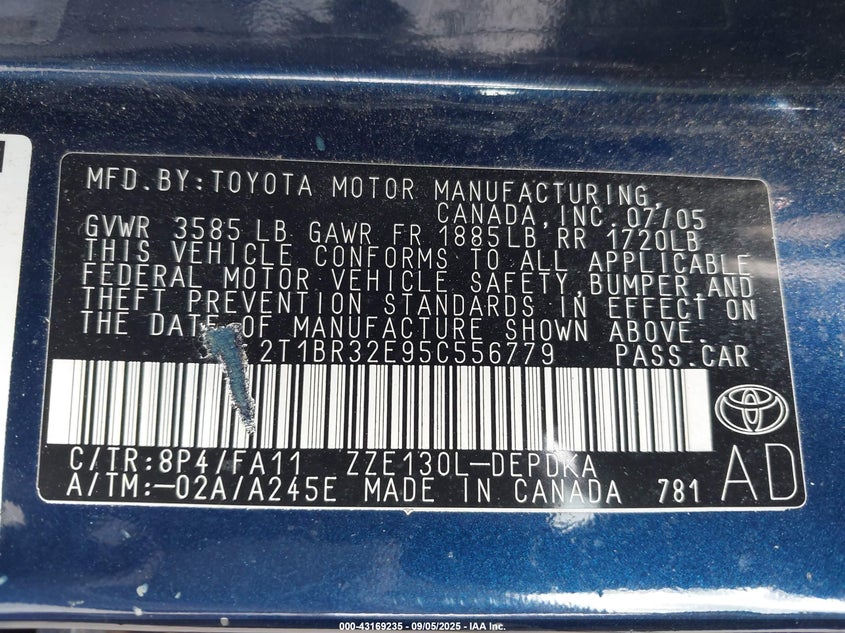 MFD.BY:TOYOTA MOTOR MANUFACTURING,
CANADA,INC. 07/05
GVWR 3585 LB GAWR FR 1885LB RR 1720LB
THIS VEHICLE CONFORMS TO ALL APPLICABLE
FEDERAL MOTOR VEHICLE SAFETY,BUMPER,AND
THEFT PREVENTION STANDARDS IN EFFECT ON
THE DATE OF MANUFACTURE SHOWN ABOVE.
2T1BR32E95C556779 PASS.CAR
C/TR:8P4/FA11 ZZE130L-DEPDKA
A/TM:-02A/A245E MADE IN CANADA 781 AD
000-43169235 - 09/05/2025 - IAA Inc.